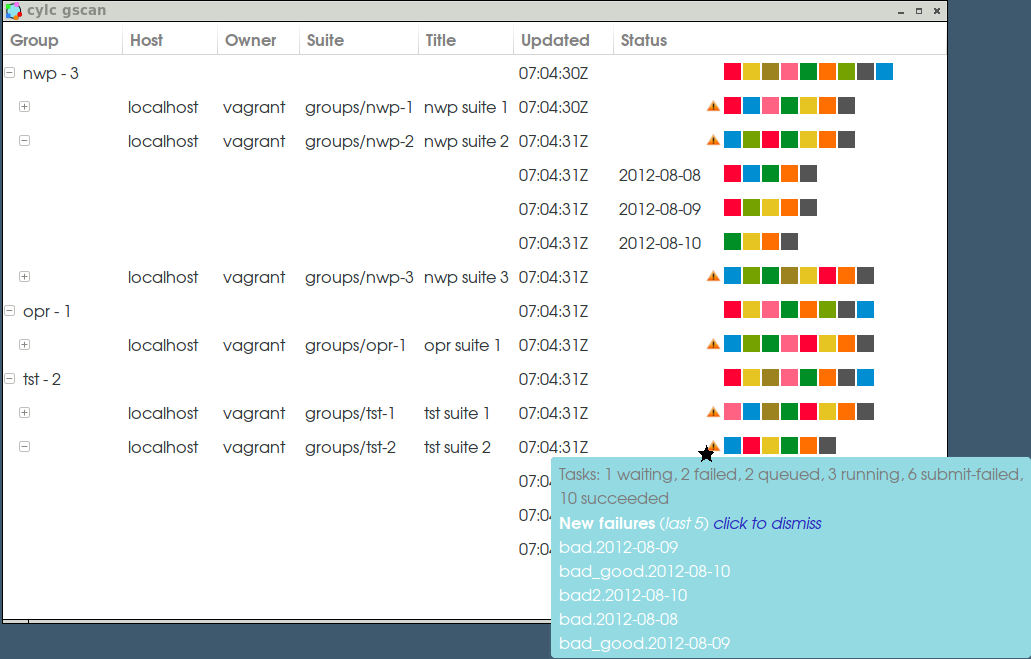 cylc gscan
Group Host Owner Suite Title Updated Status
nwp - 3 07:04:30Z
localhost vagrant groups/nwp-1 nwp suite 1 07:04:30Z
localhost vagrant groups/nwp-2 nwp suite 2 07:04:31Z
07:04:31Z 2012-08-08
07:04:31Z 2012-08-09
07:04:31Z 2012-08-10
localhost vagrant groups/nwp-3 nwp suite 3 07:04:31Z
opr - 1 07:04:31Z
localhost vagrant groups/opr-1 opr suite 1 07:04:31Z
tst - 2 07:04:31Z
localhost vagrant groups/tst-1 tst suite 1 07:04:31Z
localhost vagrant groups/tst-2 tst suite 2 07:04:31Z
07:0
07:0
07:0
Tasks: 1 waiting, 2 failed, 2 queued, 3 running, 6 submit-failed,
10 succeeded
New failures (last 5) click to dismiss
bad.2012-08-09
bad_good.2012-08-10
bad2.2012-08-10
bad.2012-08-08
bad_good.2012-08-09